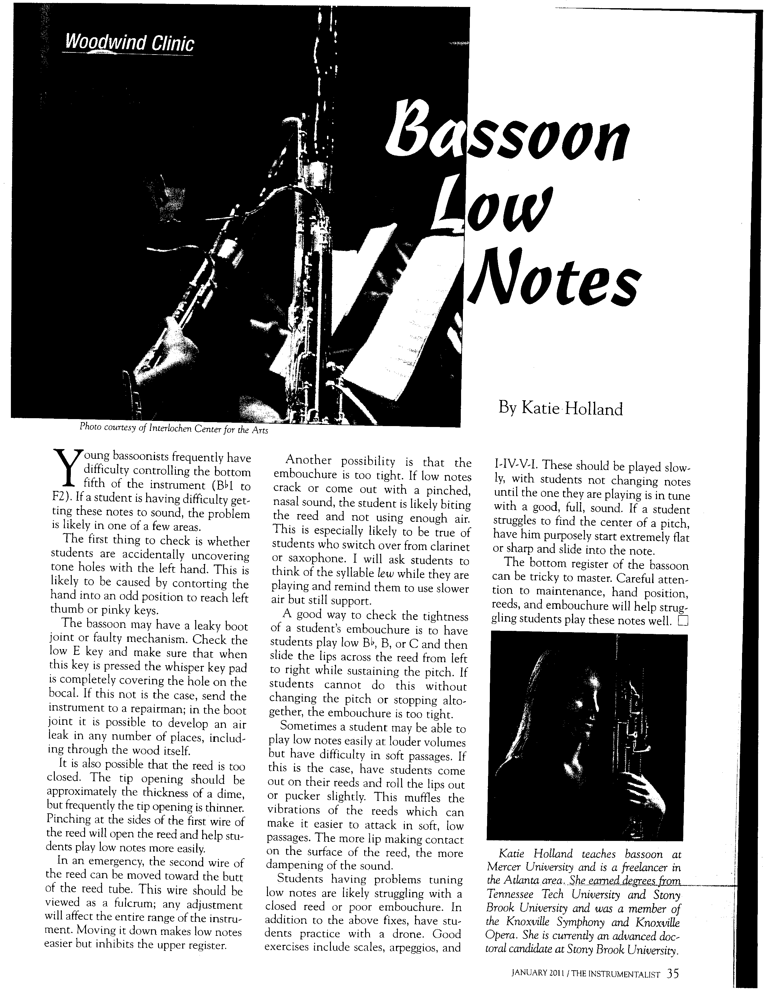 Woodwind Clinic
Bassoon
Low
Notes
By Katie Holland
Photo courtesy of Interlochen Center for the Arts
Young bassoonists frequently have
difficulty controlling the bottom
fifth of the instrument (B♭1 to
F2). If a student is having difficulty get-
ting these notes to sound, the problem
is likely in one of a few areas.
The first thing to check is whether
students are accidentally uncovering
tone holes with the left hand. This is
likely to be caused by contorting the
hand into an odd position to reach left
thumb or pinky keys.
The bassoon may have a leaky boot
joint or faulty mechanism. Check the
low E key and make sure that when
this key is pressed the whisper key pad
is completely covering the hole on the
bocal. If this not is the case, send the
instrument to a repairman; in the boot
joint it is possible to develop an air
leak in any number of places, includ-
ing through the wood itself.
It is also possible that the reed is too
closed. The tip opening should be
approximately the thickness of a dime,
but frequently the tip opening is thinner.
Pinching at the sides of the first wire of
the reed will open the reed and help stu-
dents play low notes more easily.
In an emergency, the second wire of
the reed can be moved toward the butt
of the reed tube. This wire should be
viewed as a fulcrum; any adjustment
will affect the entire range of the instru-
ment. Moving it down makes low notes
easier but inhibits the upper register.
Another possibility is that the
embouchure is too tight. If low notes
crack or come out with a pinched,
nasal sound, the student is likely biting
the reed and not using enough air.
This is especially likely to be true of
students who switch over from clarinet
or saxophone. I will ask students to
think of the syllable lew while they are
playing and remind them to use slower
air but still support.
A good way to check the tightness
of a student's embouchure is to have
students play low B♭, B, or C and then
slide the lips across the reed from left
to right while sustaining the pitch. If
students cannot do this without
changing the pitch or stopping alto-
gether, the embouchure is too tight.
Sometimes a student may be able to
play low notes easily at louder volumes
but have difficulty in soft passages. If
this is the case, have students come
out on their reeds and roll the lips out
or pucker slightly. This muffles the
vibrations of the reeds which can
make it easier to attack in soft, low
passages. The more lip making contact
on the surface of the reed, the more
dampening of the sound.
Students having problems tuning
low notes are likely struggling with a
closed reed or poor embouchure. In
addition to the above fixes, have stu-
dents practice with a drone. Good
exercises include scales, arpeggios, and
I-IV-V-I. These should be played slow-
ly, with students not changing notes
until the one they are playing is in tune
with a good, full, sound. If a student
struggles to find the center of a pitch,
have him purposely start extremely flat
or sharp and slide into the note.
The bottom register of the bassoon
can be tricky to master. Careful atten-
tion to maintenance, hand position,
reeds, and embouchure will help strug-
gling students play these notes well. □
Katie Holland teaches bassoon at
Mercer University and is a freelancer in
the Atlanta area. She earned degrees from
Tennessee Tech University and Stony
Brook University and was a member of
the Knoxville Symphony and Knoxville
Opera. She is currently an advanced doc-
toral candidate at Stony Brook University.
JANUARY 2011 / THE INSTRUMENTALIST 35